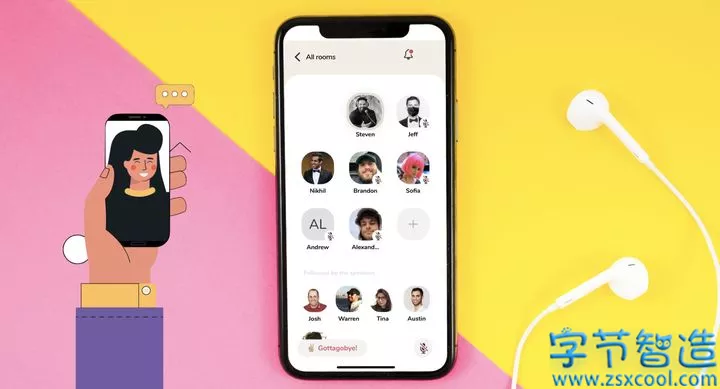 All rooms
Steven
Jeff
Nikhil
Brandon
Sofia
AL
Andrew
Alexand...
+
Followed by the speakers
Josh
Warren
Tina
Austin
✌️ Gottagobye!
字节智造
www.zsxcool.com